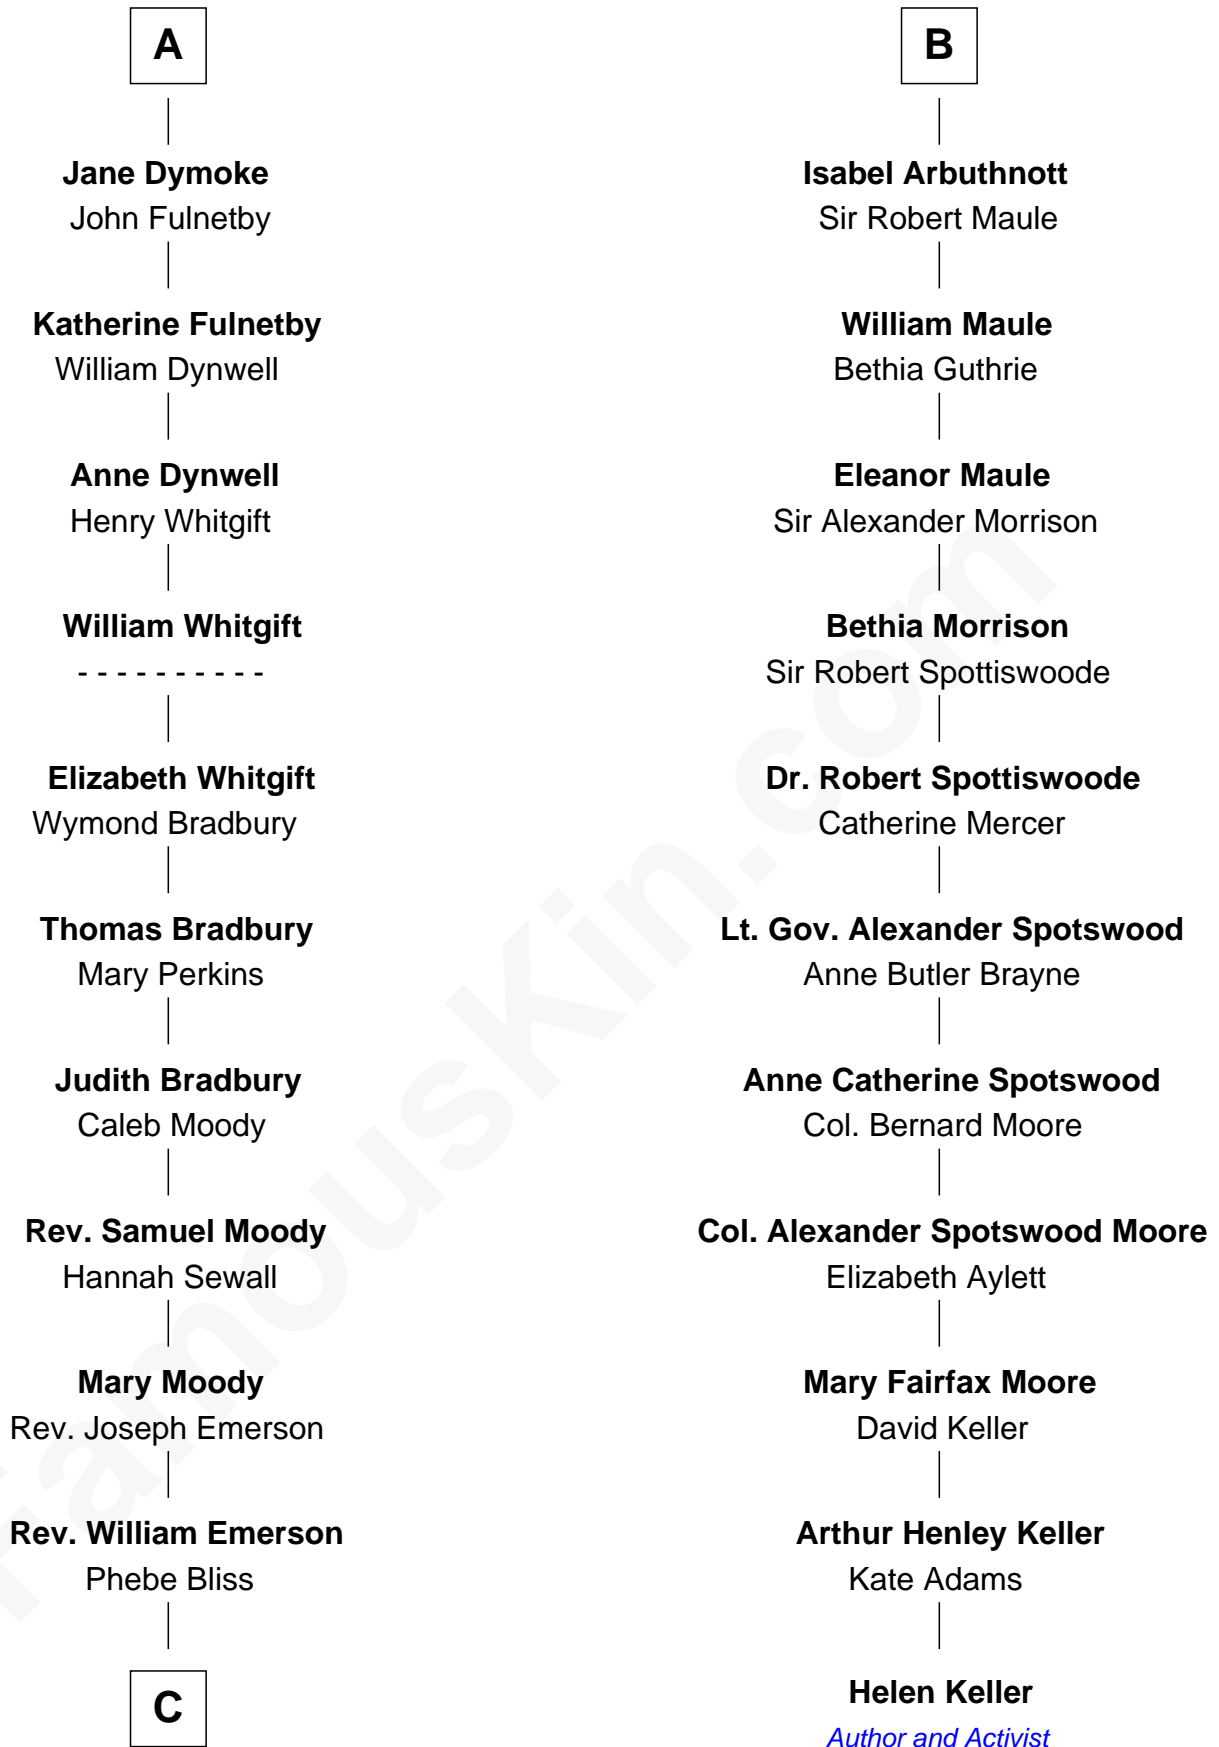 A
Jane Dymoke
John Fulnetby
Katherine Fulnetby
William Dynwell
Anne Dynwell
Henry Whitgift
William Whitgift
- - - - - - - - - -
Elizabeth Whitgift
Wymond Bradbury
Thomas Bradbury
Mary Perkins
Judith Bradbury
Caleb Moody
Rev. Samuel Moody
Hannah Sewall
Mary Moody
Rev. Joseph Emerson
Rev. William Emerson
Phebe Bliss
C
B
Isabel Arbuthnott
Sir Robert Maule
William Maule
Bethia Guthrie
Eleanor Maule
Sir Alexander Morrison
Bethia Morrison
Sir Robert Spottiswoode
Dr. Robert Spottiswoode
Catherine Mercer
Lt. Gov. Alexander Spotswood
Anne Butler Brayne
Anne Catherine Spotswood
Col. Bernard Moore
Col. Alexander Spotswood Moore
Elizabeth Aylett
Mary Fairfax Moore
David Keller
Arthur Henley Keller
Kate Adams
Helen Keller
Author and Activist
FamousKin.com